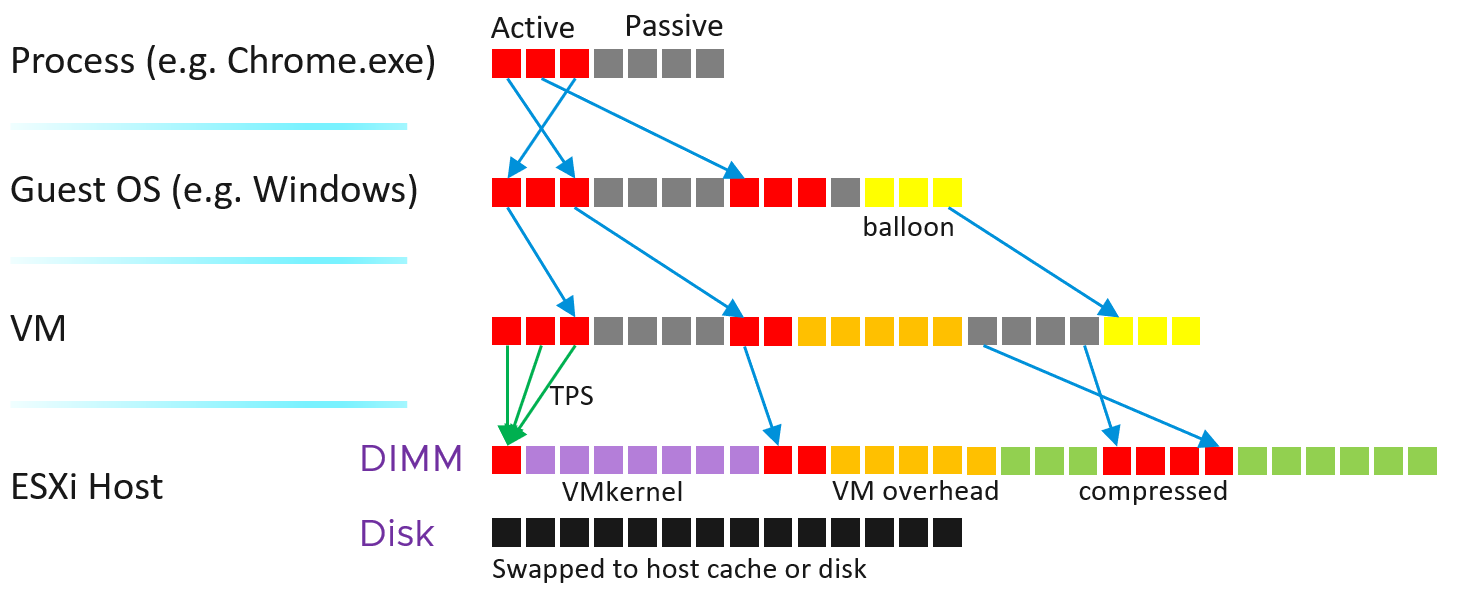 Active
Passive
Process (e.g. Chrome.exe)
Guest OS (e.g. Windows)
balloon
VM
TPS
DIMM
ESXi Host
VMkernel
VM overhead
compressed
Disk
Swapped to host cache or disk